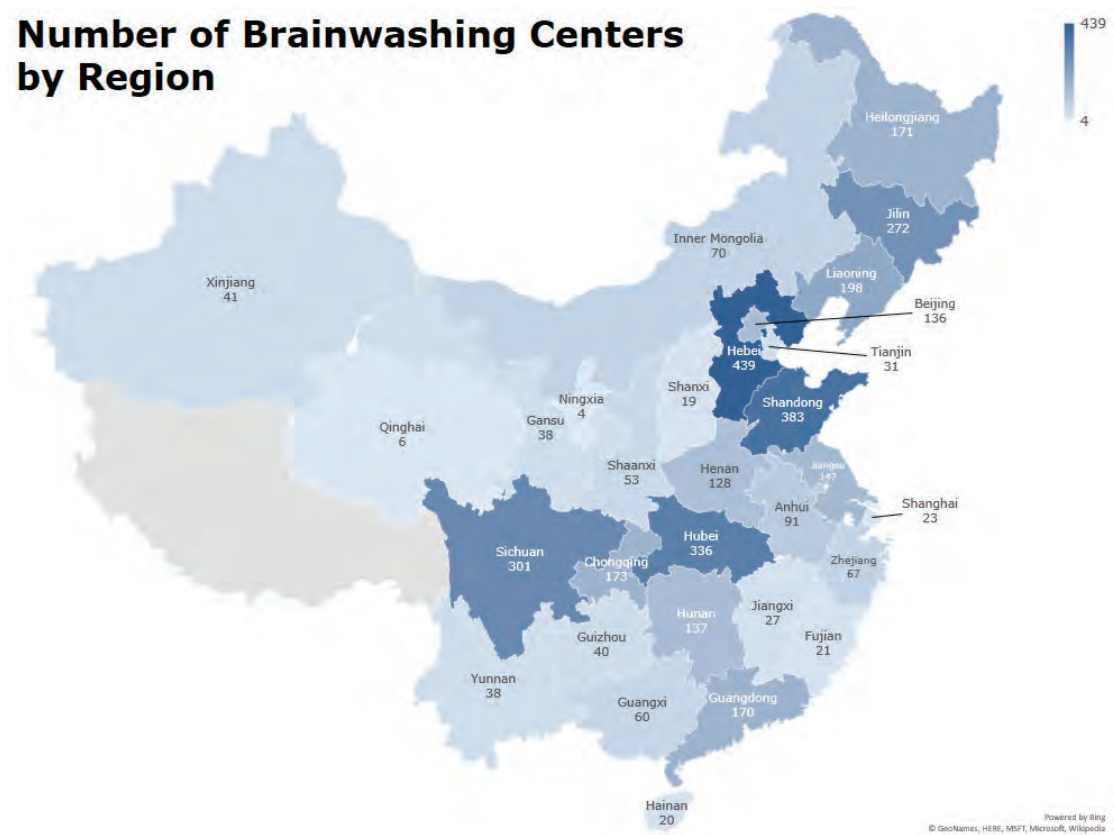 Number of Brainwashing Centers
by Region
439
4
Heilongjiang
171
Jilin
272
Inner Mongolia
70
Liaoning
198
Xinjiang
41
Beijing
136
Hebei
439
Tianjin
31
Shanxi
19
Shandong
383
Ningxia
4
Gansu
38
Qinghai
6
Shaanxi
53
Henan
128
Jiangsu
147
Anhui
91
Shanghai
23
Sichuan
301
Chongqing
173
Hubei
336
Zhejiang
67
Hunan
137
Jiangxi
27
Fujian
21
Guizhou
40
Yunnan
38
Guangxi
60
Guangdong
170
Hainan
20
Powered by Bing
© GeoNames, HERE, MSFT, Microsoft, Wikipedia